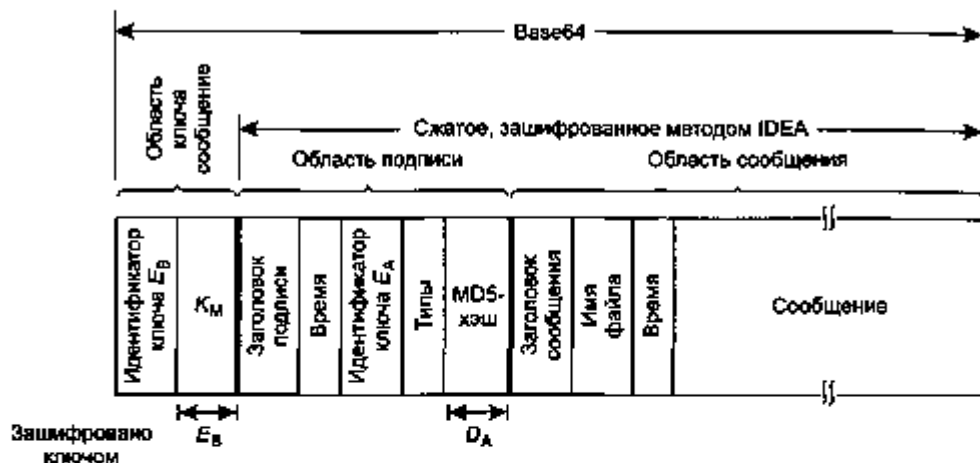 Base64
Область
ключа
сообщение
Сжатое, зашифрованное методом IDEA
Область подписи
Область сообщения
Идентификатор
ключа E_B
K_M
Заголовок
подписи
Время
Идентификатор
ключа E_A
Типы
MD5-
хэш
Заголовок
сообщения
Имя
файла
Время
Сообщение
Зашифровано
ключом
E_B
D_A